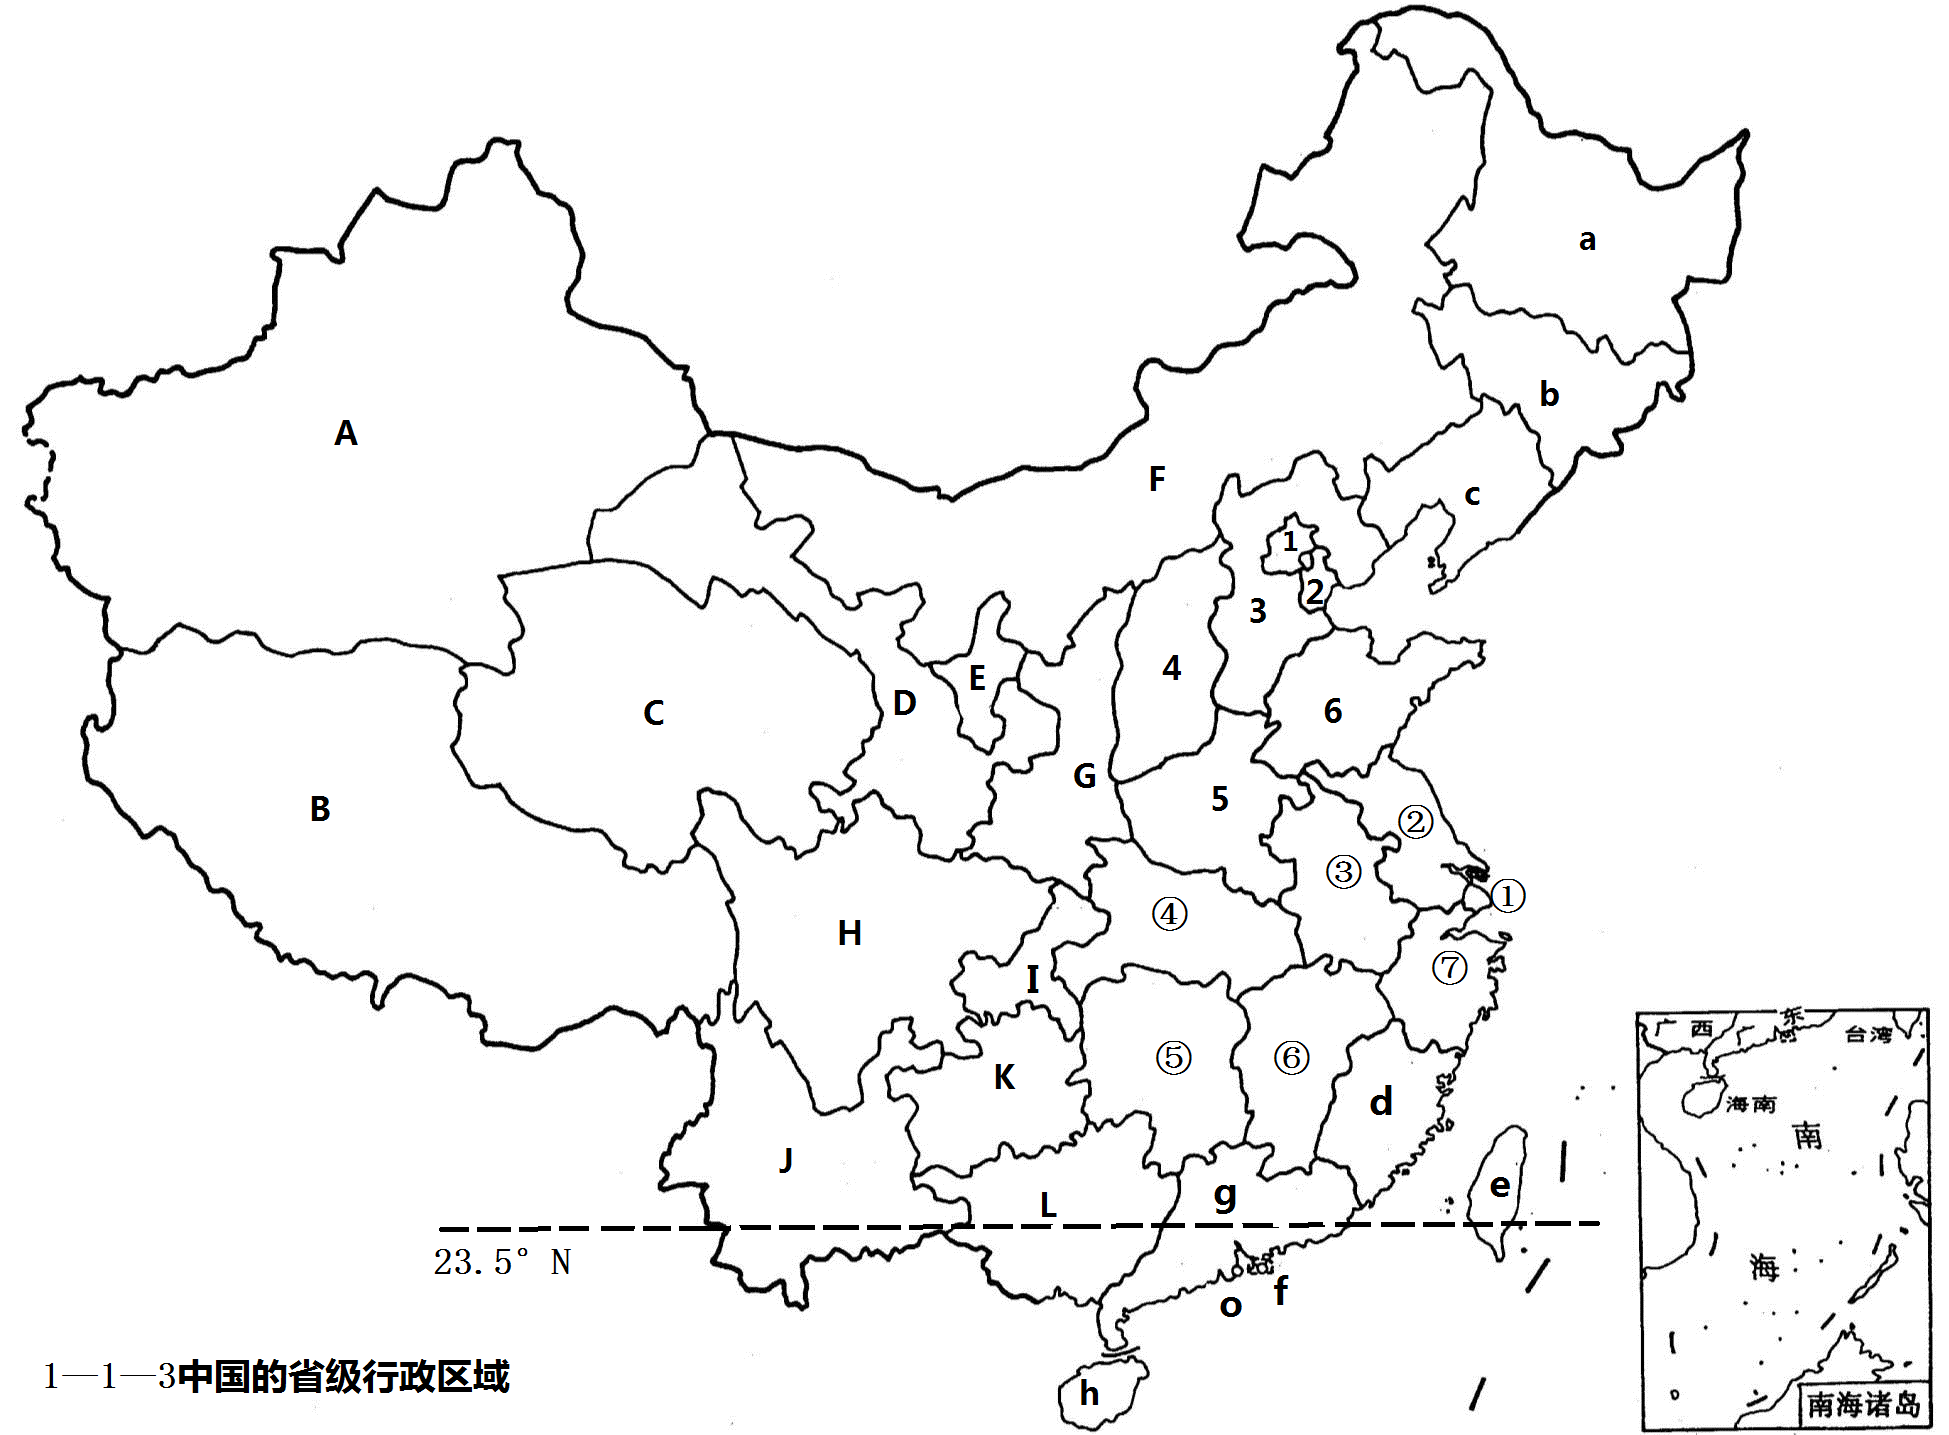 a
b
A
F
c
1
2
3
E
4
D
C
6
G
5
B
②
③
①
④
H
⑦
I
⑤
⑥
K
d
J
e
g
L
23.5° N
f
o
h
1—1—3中国的省级行政区域
广 西
广 东
台湾
海南
南
海
南海诸岛